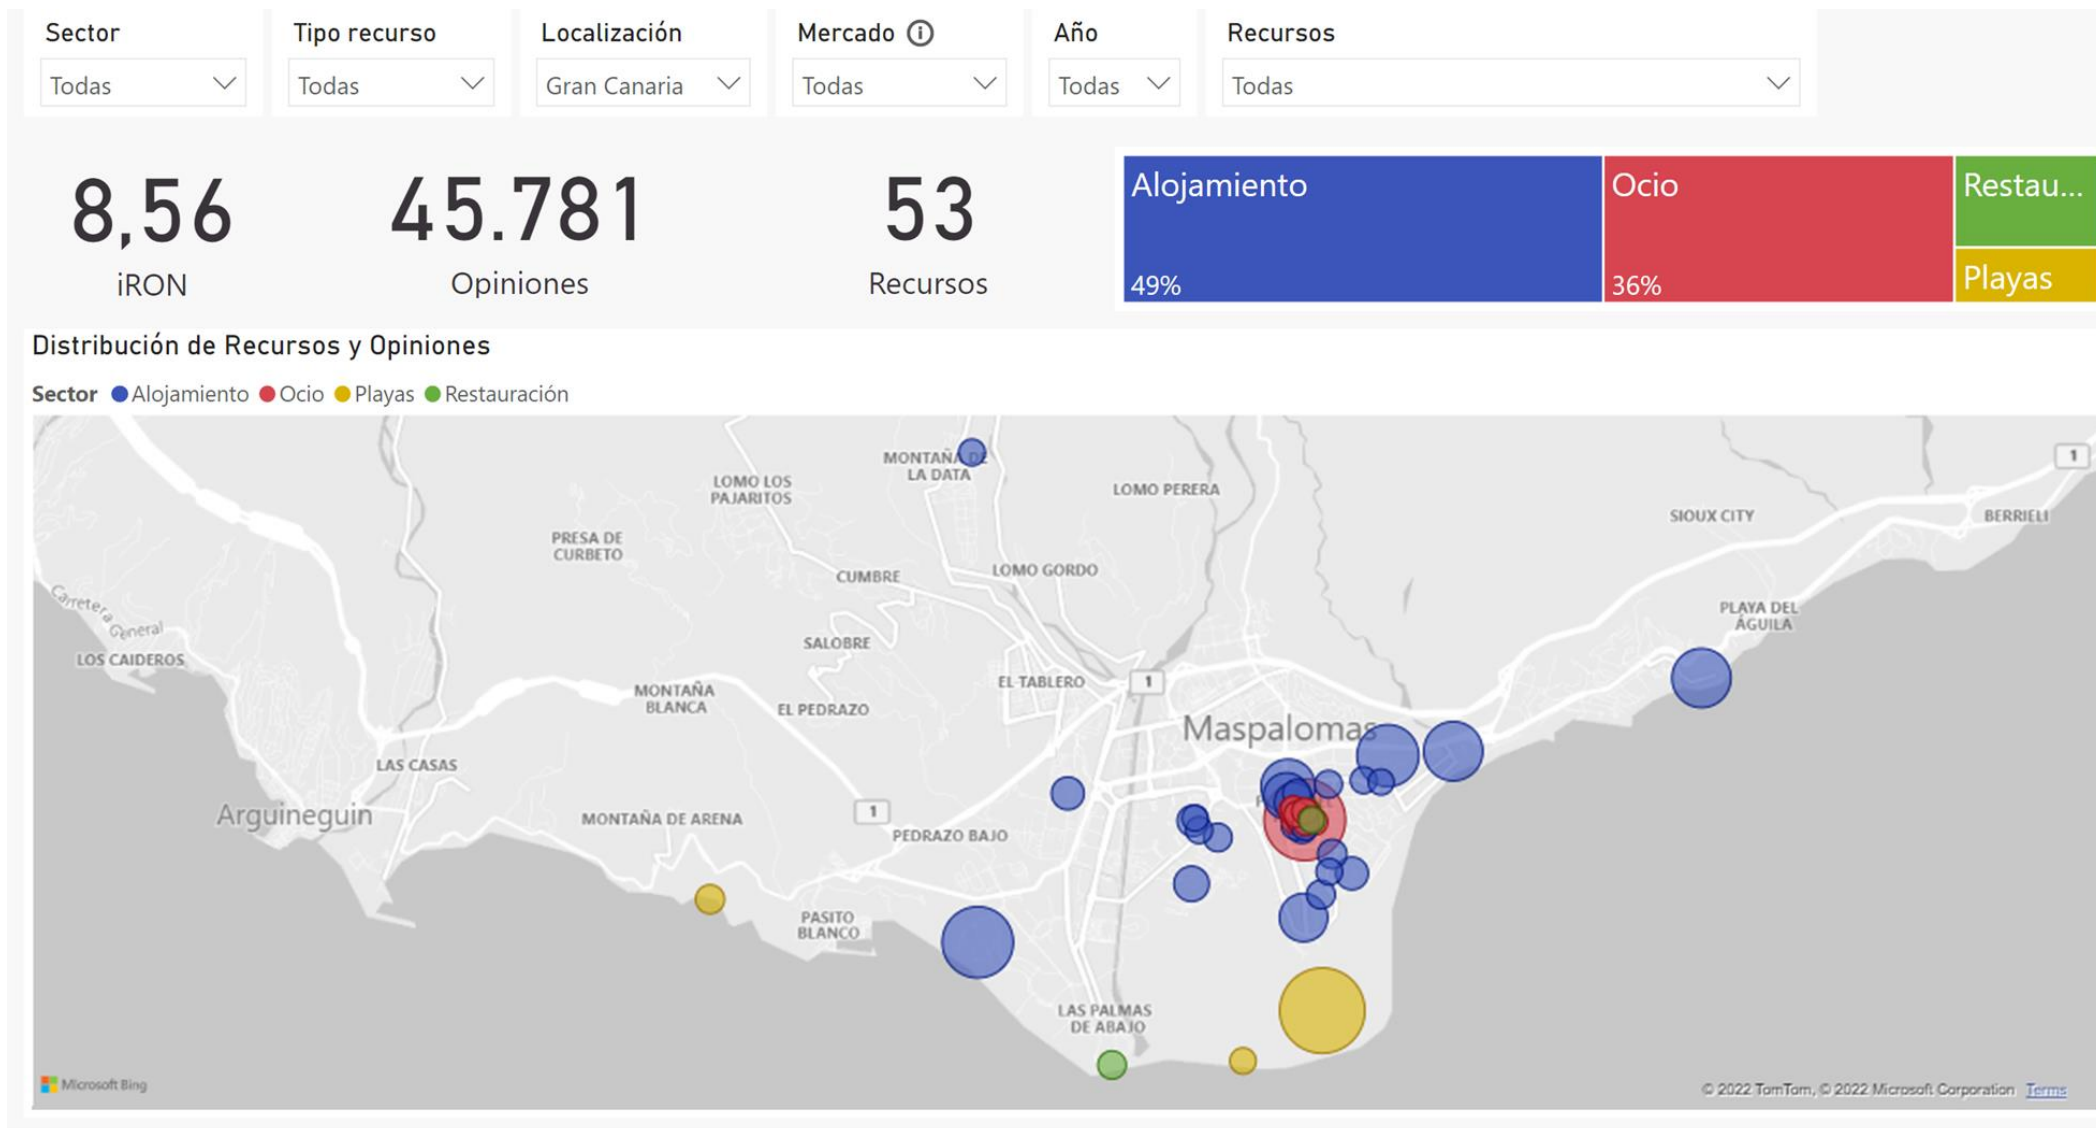 Sector Tipo recurso Localización Mercado Año Recursos
Todas Todas Gran Canaria Todas Todas Todas
8,56 45.781 53
iRON Opiniones Recursos
Alojamiento Ocio Restau...
49% 36% Playas
Distribución de Recursos y Opiniones
Sector Alojamiento Ocio Playas Restauración
1
MONTAÑA DE
LA DATA
LOMO LOS
PAJARITOS
LOMO PERERA
SIOUX CITY
BERRIELI
PRESA DE
CURBETO
CUMBRE
LOMO GORDO
Carretera
General
PLAYA DEL
ÁGUILA
LOS CAIDEROS
SALOBRE
MONTAÑA
BLANCA
EL TABLERO
1
EL PEDRAZO
Maspalomas
LAS CASAS
Arguineguin
MONTAÑA DE ARENA
1
PEDRAZO BAJO
PASITO
BLANCO
LAS PALMAS
DE ABAJO
Microsoft Bing
© 2022 TomTom, © 2022 Microsoft Corporation Terms